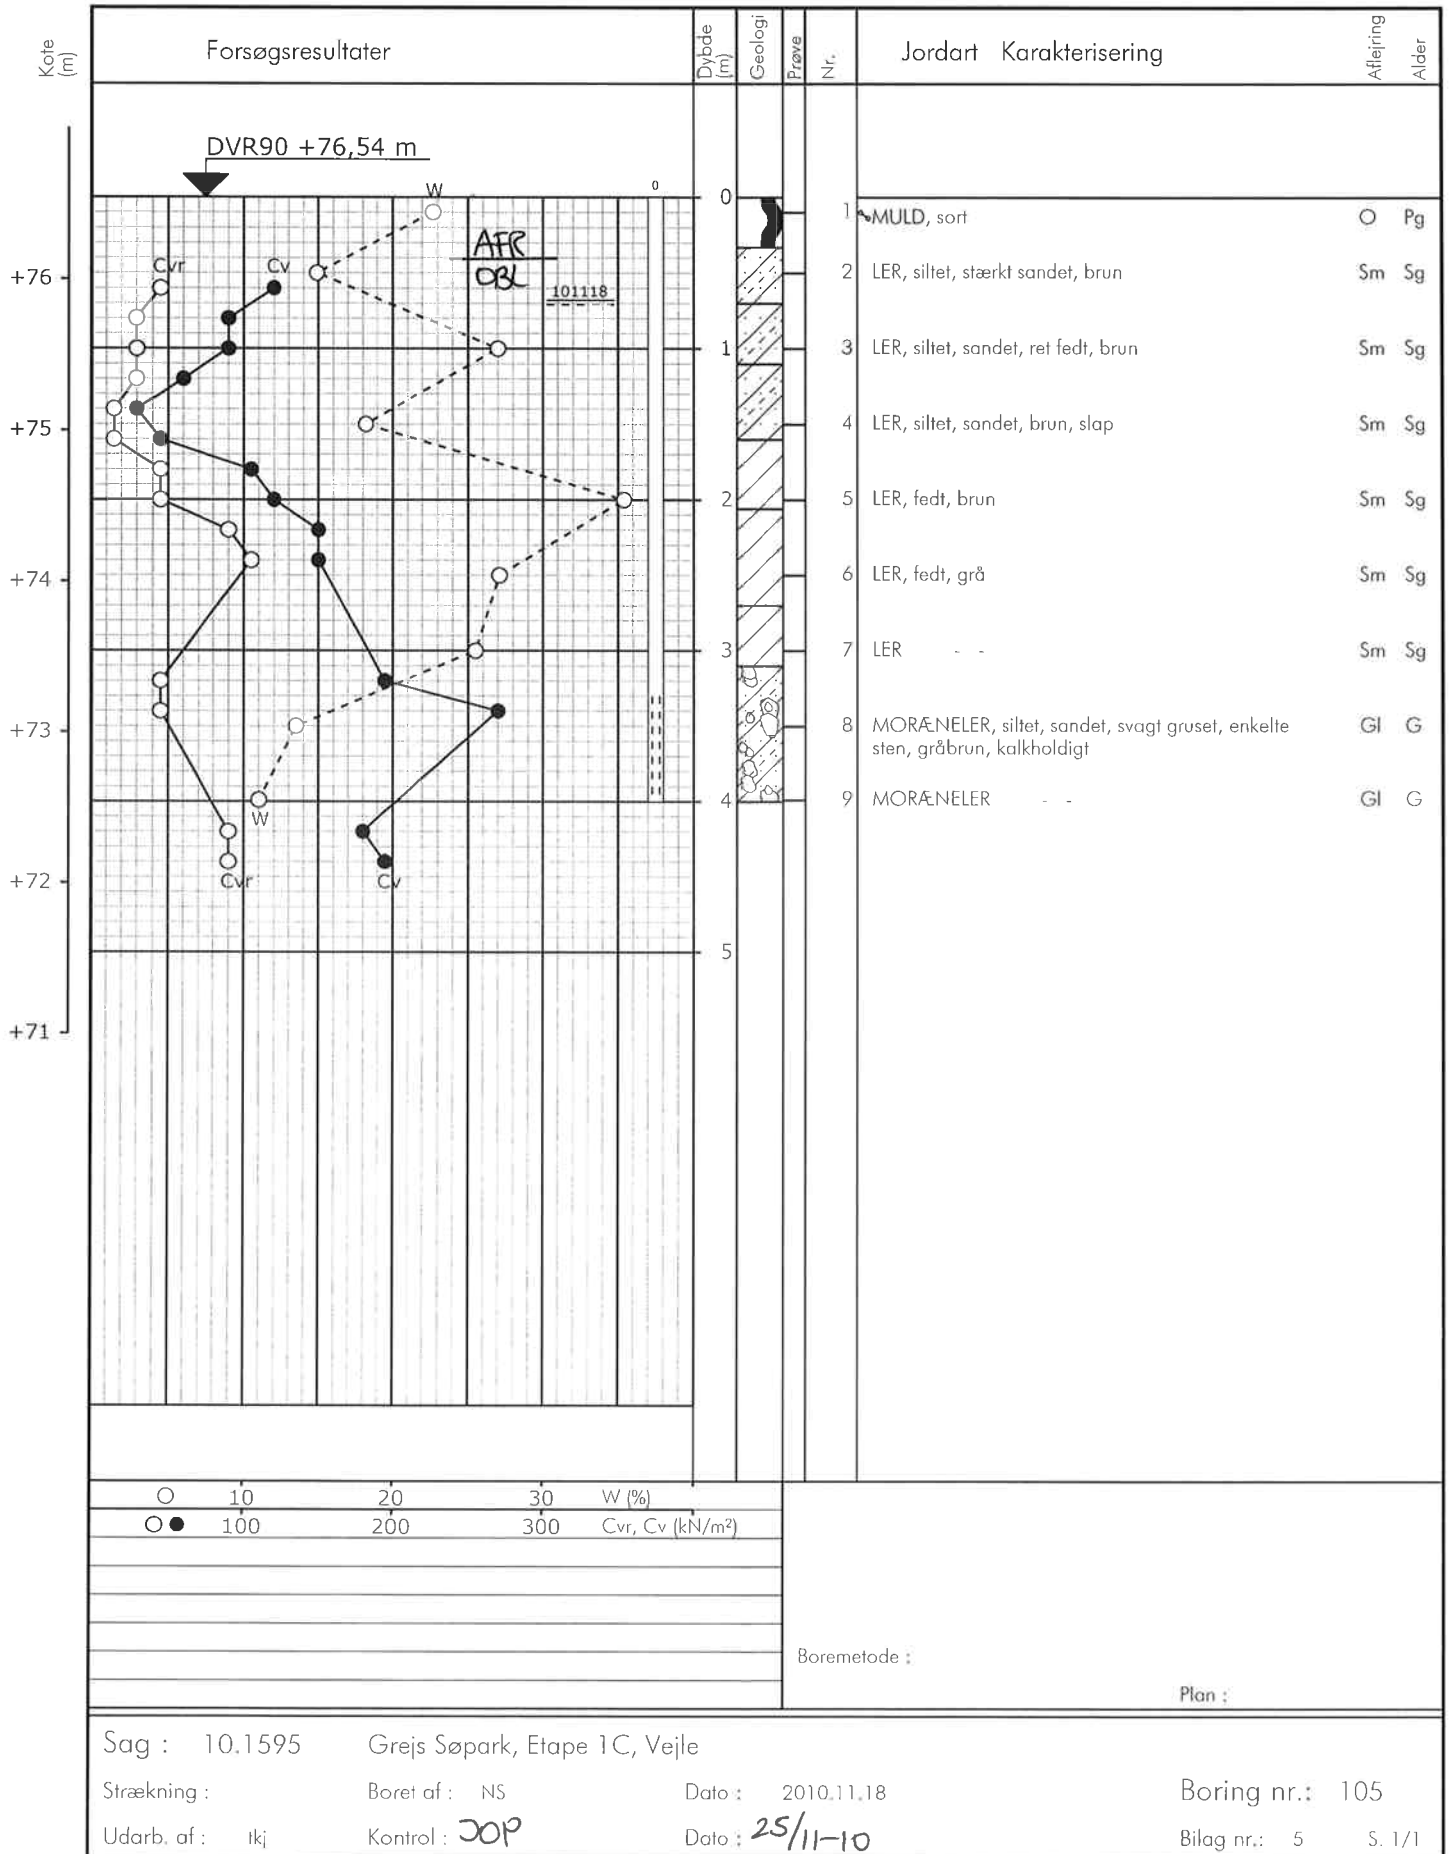 Kote (m) Forsøgsresultater Dybde (m) Geologi Prøve Nr. Jordart Karakterisering Aflejring Alder
DVR90 +76,54 m
W 0 0
1 MULD, sort O Pg
AFR
OBL
101118
+76 Cvr Cv
2 LER, siltet, stærkt sandet, brun Sm Sg
1 3 LER, siltet, sandet, ret fedt, brun Sm Sg
+75 4 LER, siltet, sandet, brun, slap Sm Sg
2 5 LER, fedt, brun Sm Sg
+74 6 LER, fedt, grå Sm Sg
3 7 LER - - Sm Sg
+73 8 MORÆNELER, siltet, sandet, svagt gruset, enkelte Gl G
sten, gråbrun, kalkholdigt
4 9 MORÆNELER - - Gl G
W
+72 Cvr Cv
5
+71
10 20 30 W (%)
100 200 300 Cvr, Cv (kN/m²)
Boremetode :
Plan :
Sag : 10.1595 Grejs Søpark, Etape 1C, Vejle
Strækning : Boret af : NS Dato : 2010.11.18 Boring nr.: 105
Udarb. af : tkj Kontrol : JOP Dato : 25/11-10 Bilag nr.: 5 S. 1/1